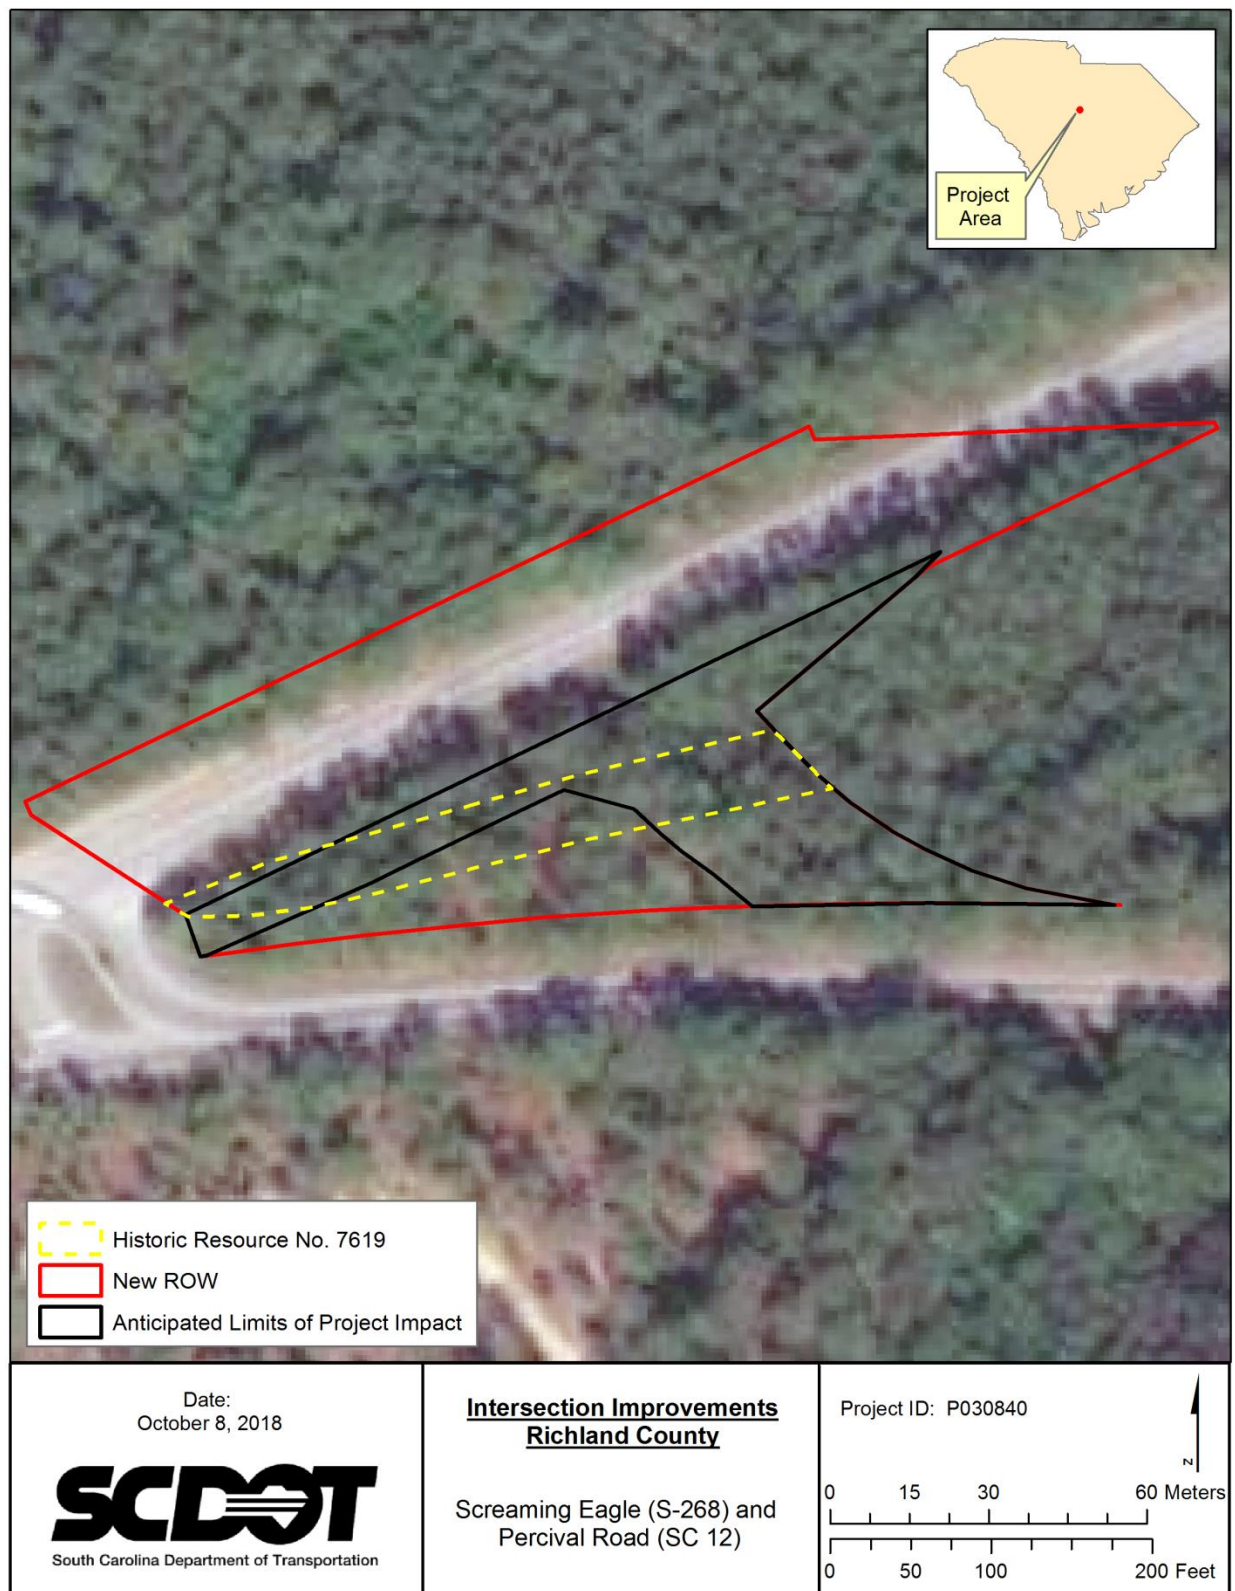 Project
Area
Historic Resource No. 7619
New ROW
Anticipated Limits of Project Impact
Date:
October 8, 2018
SCDOT
South Carolina Department of Transportation
Intersection Improvements
Richland County
Screaming Eagle (S-268) and
Percival Road (SC 12)
Project ID: P030840
N
0 15 30 60 Meters
0 50 100 200 Feet